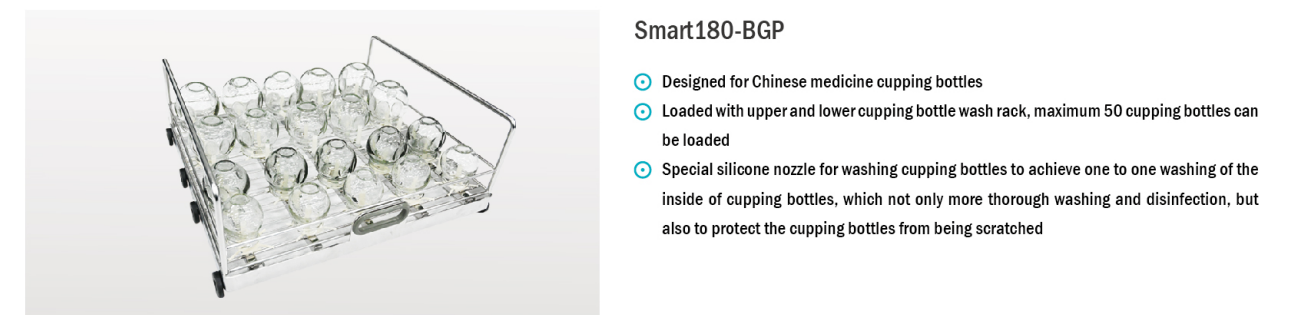 Smart180-BGP
Designed for Chinese medicine cupping bottles
Loaded with upper and lower cupping bottle wash rack, maximum 50 cupping bottles can
be loaded
Special silicone nozzle for washing cupping bottles to achieve one to one washing of the
inside of cupping bottles, which not only more thorough washing and disinfection, but
also to protect the cupping bottles from being scratched